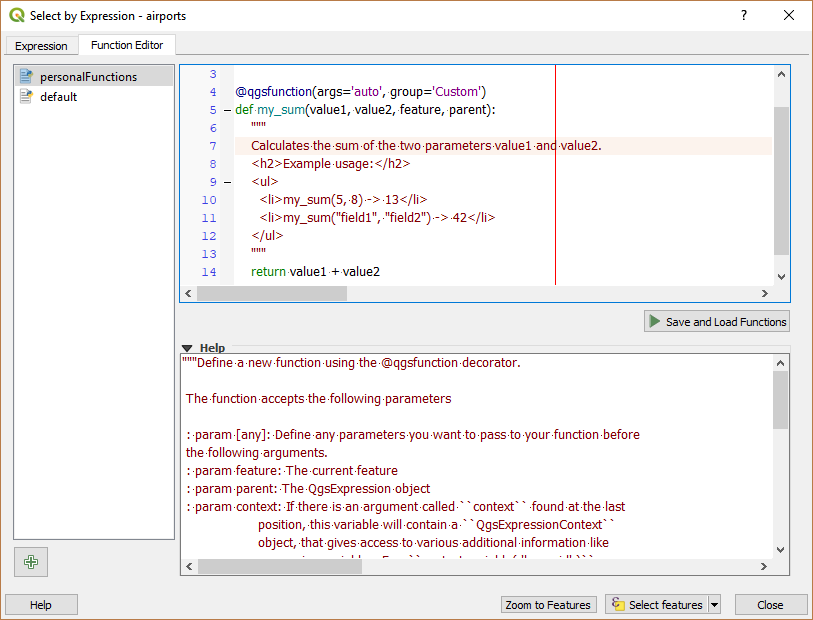 Select by Expression - airports
?
Expression
Function Editor
personalFunctions
default
3
4 @qgsfunction(args='auto', group='Custom')
5 def my_sum(value1, value2, feature, parent):
6 """
7 Calculates the sum of the two parameters value1 and value2.
8 <h2>Example usage:</h2>
9 <ul>
10 <li>my_sum(5, 8) -> 13</li>
11 <li>my_sum("field1", "field2") -> 42</li>
12 </ul>
13 """
14 return value1 + value2
Save and Load Functions
Help
"""Define a new function using the @qgsfunction decorator.
The function accepts the following parameters
: param [any]: Define any parameters you want to pass to your function before
the following arguments.
: param feature: The current feature
: param parent: The QgsExpression object
: param context: If there is an argument called ``context`` found at the last
position, this variable will contain a ``QgsExpressionContext``
object, that gives access to various additional information like
Help
Zoom to Features
Select features
Close